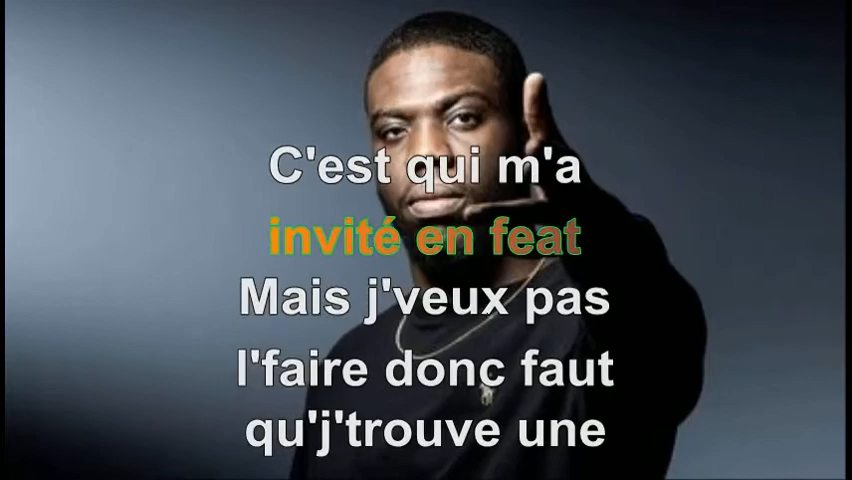 C'est qui m'a
invité en feat
Mais j'veux pas
l'faire donc faut
qu'j'trouve une